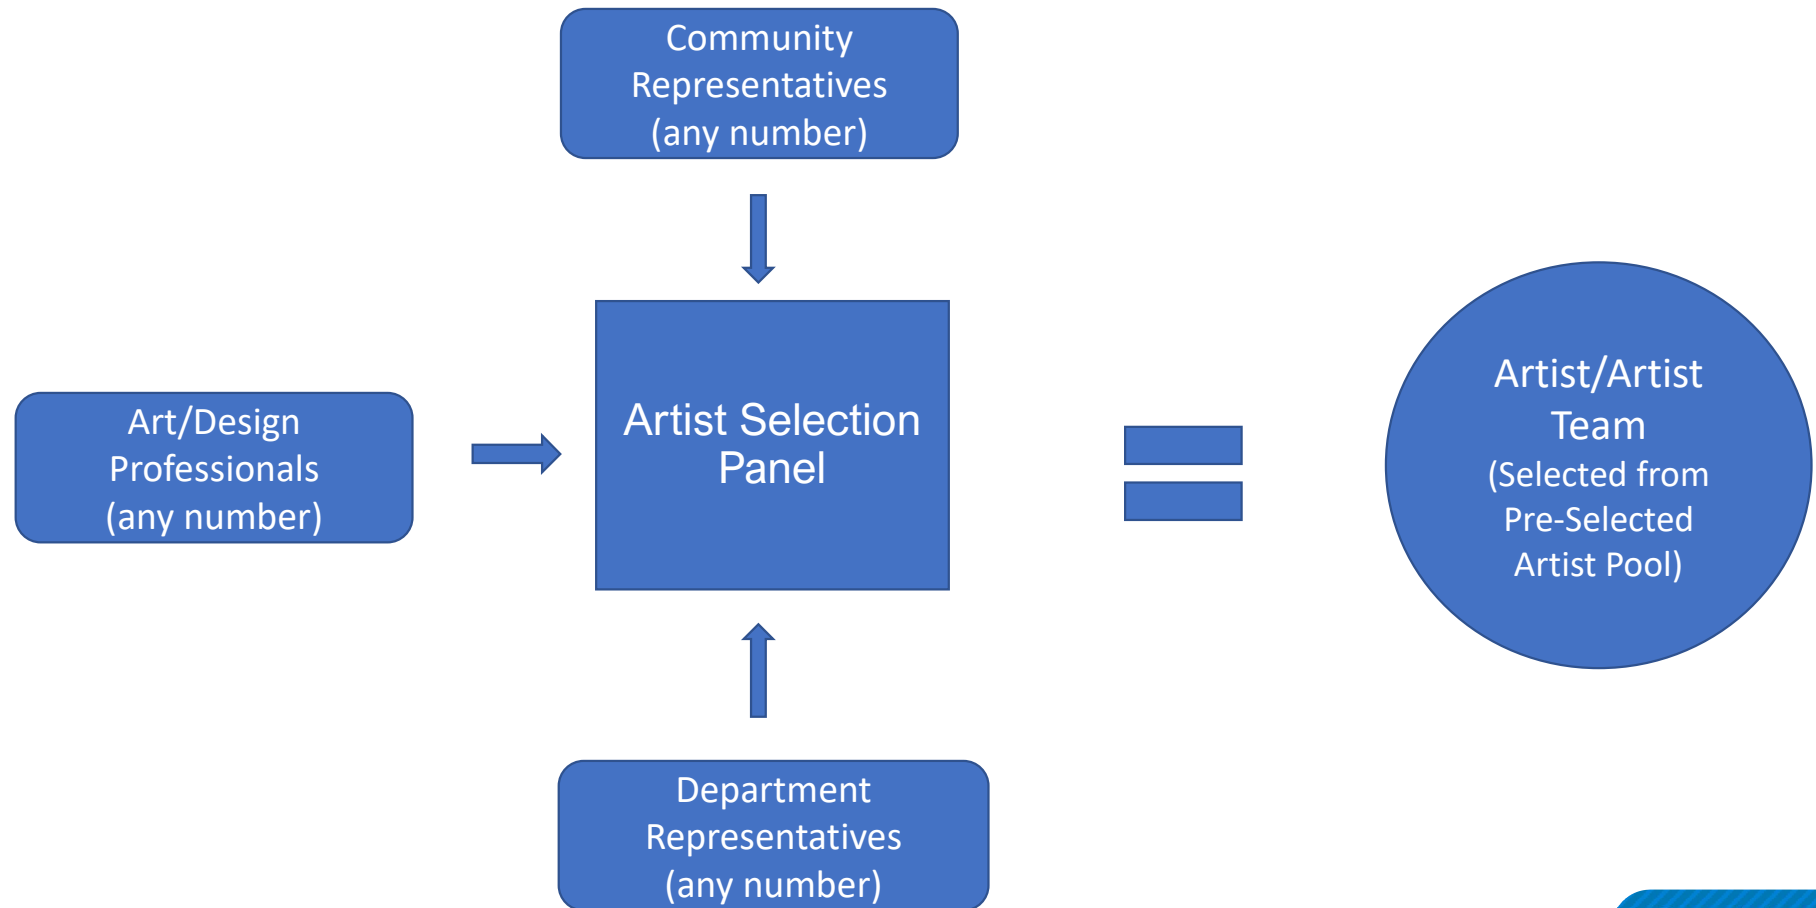 Community
Representatives
(any number)
Art/Design
Professionals
(any number)
Artist Selection
Panel
Artist/Artist
Team
(Selected from
Pre-Selected
Artist Pool)
Department
Representatives
(any number)